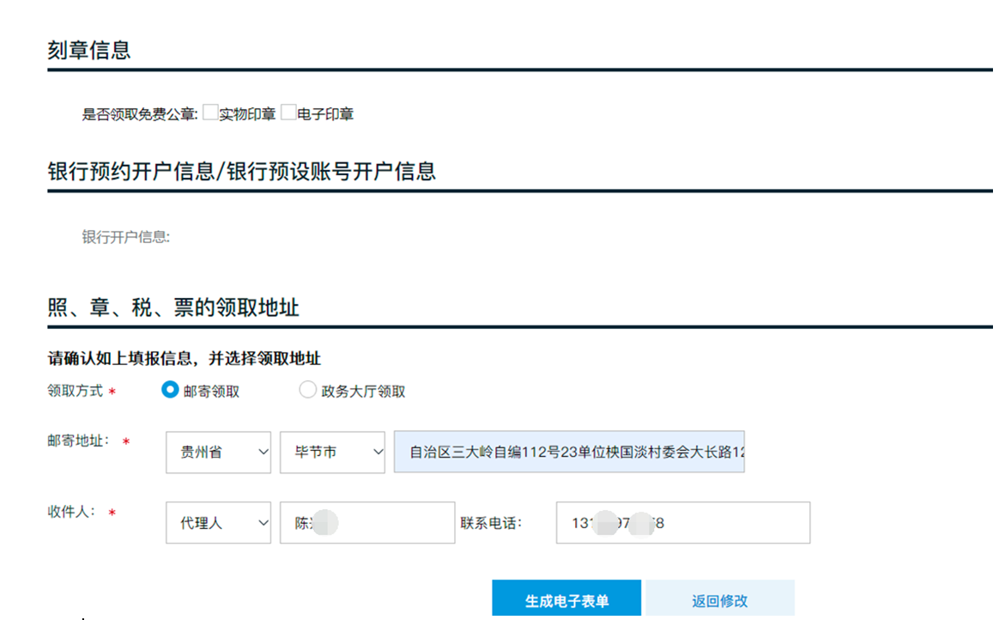 刻章信息
是否领取免费公章: 实物印章 电子印章
银行预约开户信息/银行预设账号开户信息
银行开户信息:
照、章、税、票的领取地址
请确认如上填报信息，并选择领取地址
领取方式 * 邮寄领取 政务大厅领取
邮寄地址： * 贵州省 毕节市 自治区三大岭自编112号23单位柍国淡村委会大长路12
收件人： * 代理人 陈 联系电话： 131 97 8
生成电子表单 返回修改